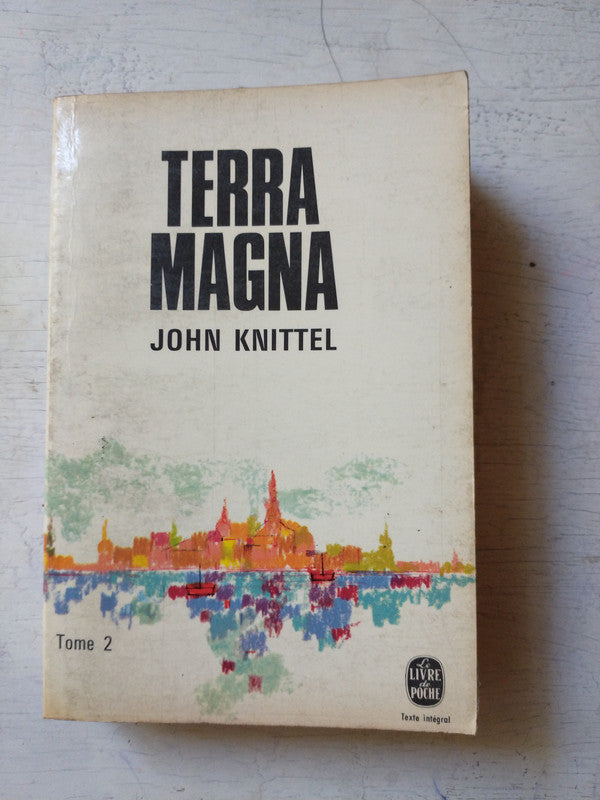 TERRA
MAGNA
JOHN KNITTEL
Tome 2
Le
LIVRE
de
POCHE
Texte intégral